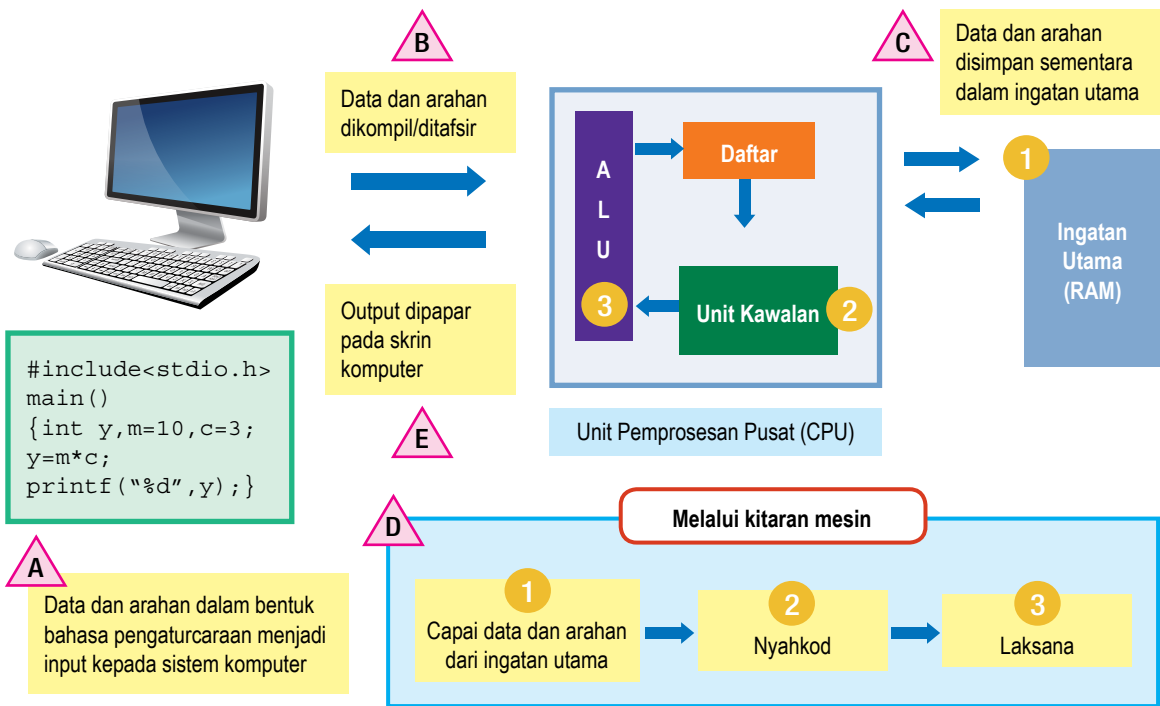 B
Data dan arahan
dikompil/ditafsir
C
Data dan arahan
disimpan sementara
dalam ingatan utama
A
L
U
3
Daftar
Unit Kawalan
2
1
Ingatan
Utama
(RAM)
Output dipapar
pada skrin
komputer
E
Unit Pemprosesan Pusat (CPU)
#include<stdio.h>
main()
{int y,m=10,c=3;
y=m*c;
printf(“%d”,y);}
A
Data dan arahan dalam bentuk
bahasa pengaturcaraan menjadi
input kepada sistem komputer
D
Melalui kitaran mesin
1
Capai data dan arahan
dari ingatan utama
2
Nyahkod
3
Laksana